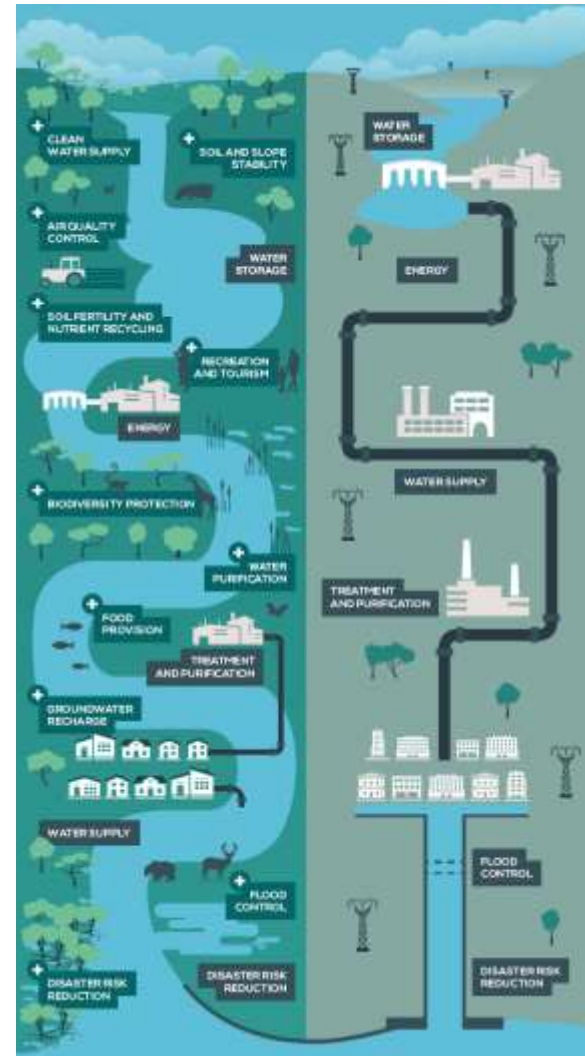 +
CLEAN
WATER SUPPLY
+
SOIL AND SLOPE
STABILITY
+
AIR QUALITY
CONTROL
WATER
STORAGE
+
SOIL FERTILITY AND
NUTRIENT RECYCLING
+
RECREATION
AND TOURISM
ENERGY
+
BIODIVERSITY PROTECTION
+
WATER
PURIFICATION
+
FOOD
PROVISION
TREATMENT
AND PURIFICATION
+
GROUNDWATER
RECHARGE
WATER SUPPLY
+
FLOOD
CONTROL
+
DISASTER RISK
REDUCTION
DISASTER RISK
REDUCTION
WATER
STORAGE
ENERGY
WATER SUPPLY
TREATMENT
AND PURIFICATION
FLOOD
CONTROL
DISASTER RISK
REDUCTION